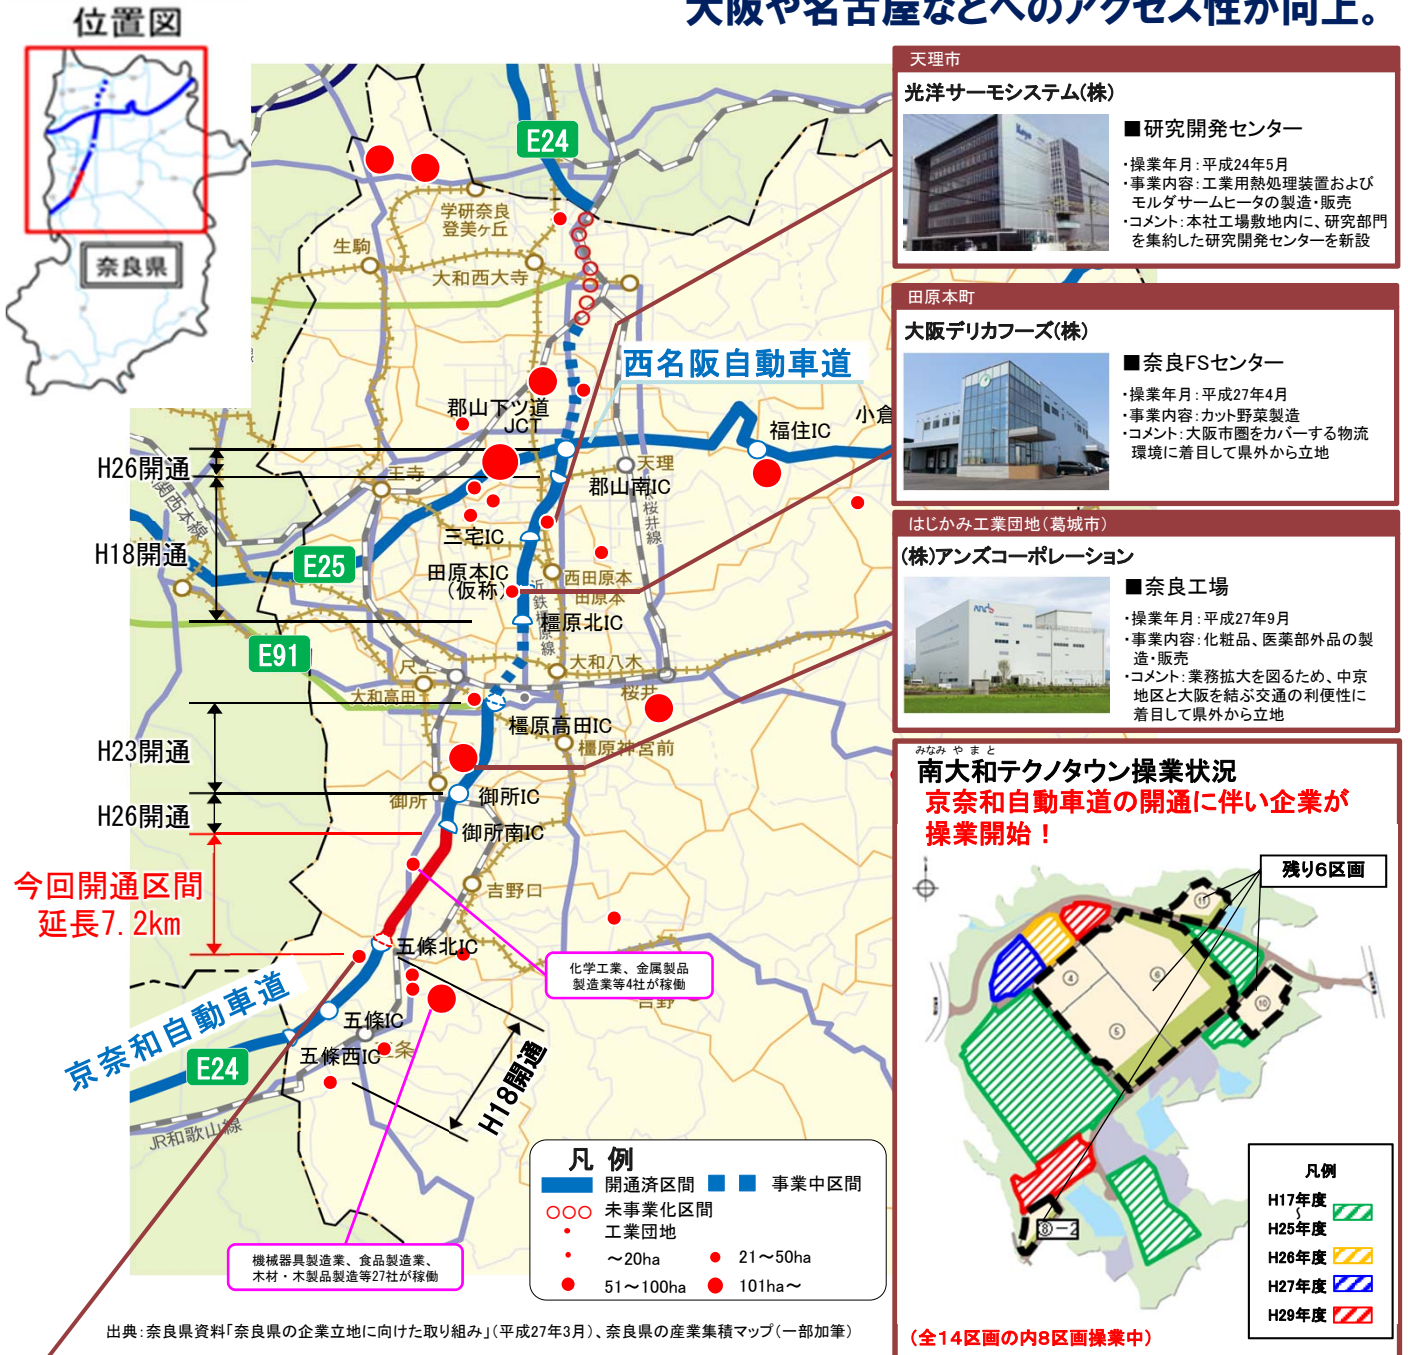 大阪や名古屋などへのアクセス性が向上。
位置図
奈良県
天理市
光洋サーモシステム(株)
■研究開発センター
・操業年月：平成24年5月
・事業内容：工業用熱処理装置および
モルダサームヒータの製造・販売
・コメント：本社工場敷地内に、研究部門
を集約した研究開発センターを新設
田原本町
大阪デリカフーズ(株)
■奈良FSセンター
・操業年月：平成27年4月
・事業内容：カット野菜製造
・コメント：大阪市圏をカバーする物流
環境に着目して県外から立地
はじかみ工業団地(葛城市)
(株)アンズコーポレーション
■奈良工場
・操業年月：平成27年9月
・事業内容：化粧品、医薬部外品の製
造・販売
・コメント：業務拡大を図るため、中京
地区と大阪を結ぶ交通の利便性に
着目して県外から立地
みなみ や ま と
南大和テクノタウン操業状況
京奈和自動車道の開通に伴い企業が
操業開始！
残り6区画
⑪
④
⑥
⑤
⑩
⑧-2
凡例
H17年度
～
H25年度
H26年度
H27年度
H29年度
(全14区画の内8区画操業中)
E24
学研奈良
登美ヶ丘
生駒
大和西大寺
西名阪自動車道
郡山下ツ道
JCT
福住IC
小倉
H26開通
王寺
天理
郡山南IC
関西本線
桜井線
H18開通
三宅IC
E25
田原本IC
(仮称)
西田原本
田原本
近鉄橿原線
橿原北IC
E91
大和八木
大和高田
桜井
橿原高田IC
H23開通
橿原神宮前
御所
御所IC
H26開通
御所南IC
今回開通区間
延長7.2km
吉野口
五條北IC
化学工業、金属製品
製造業等4社が稼働
吉野
京奈和自動車道
五條IC
五条
五條西IC
E24
H18開通
JR和歌山線
機械器具製造業、食品製造業、
木材・木製品製造等27社が稼働
凡 例
開通済区間
事業中区間
未事業化区間
工業団地
～20ha
21～50ha
51～100ha
101ha～
出典：奈良県資料「奈良県の企業立地に向けた取り組み」(平成27年3月)、奈良県の産業集積マップ(一部加筆)